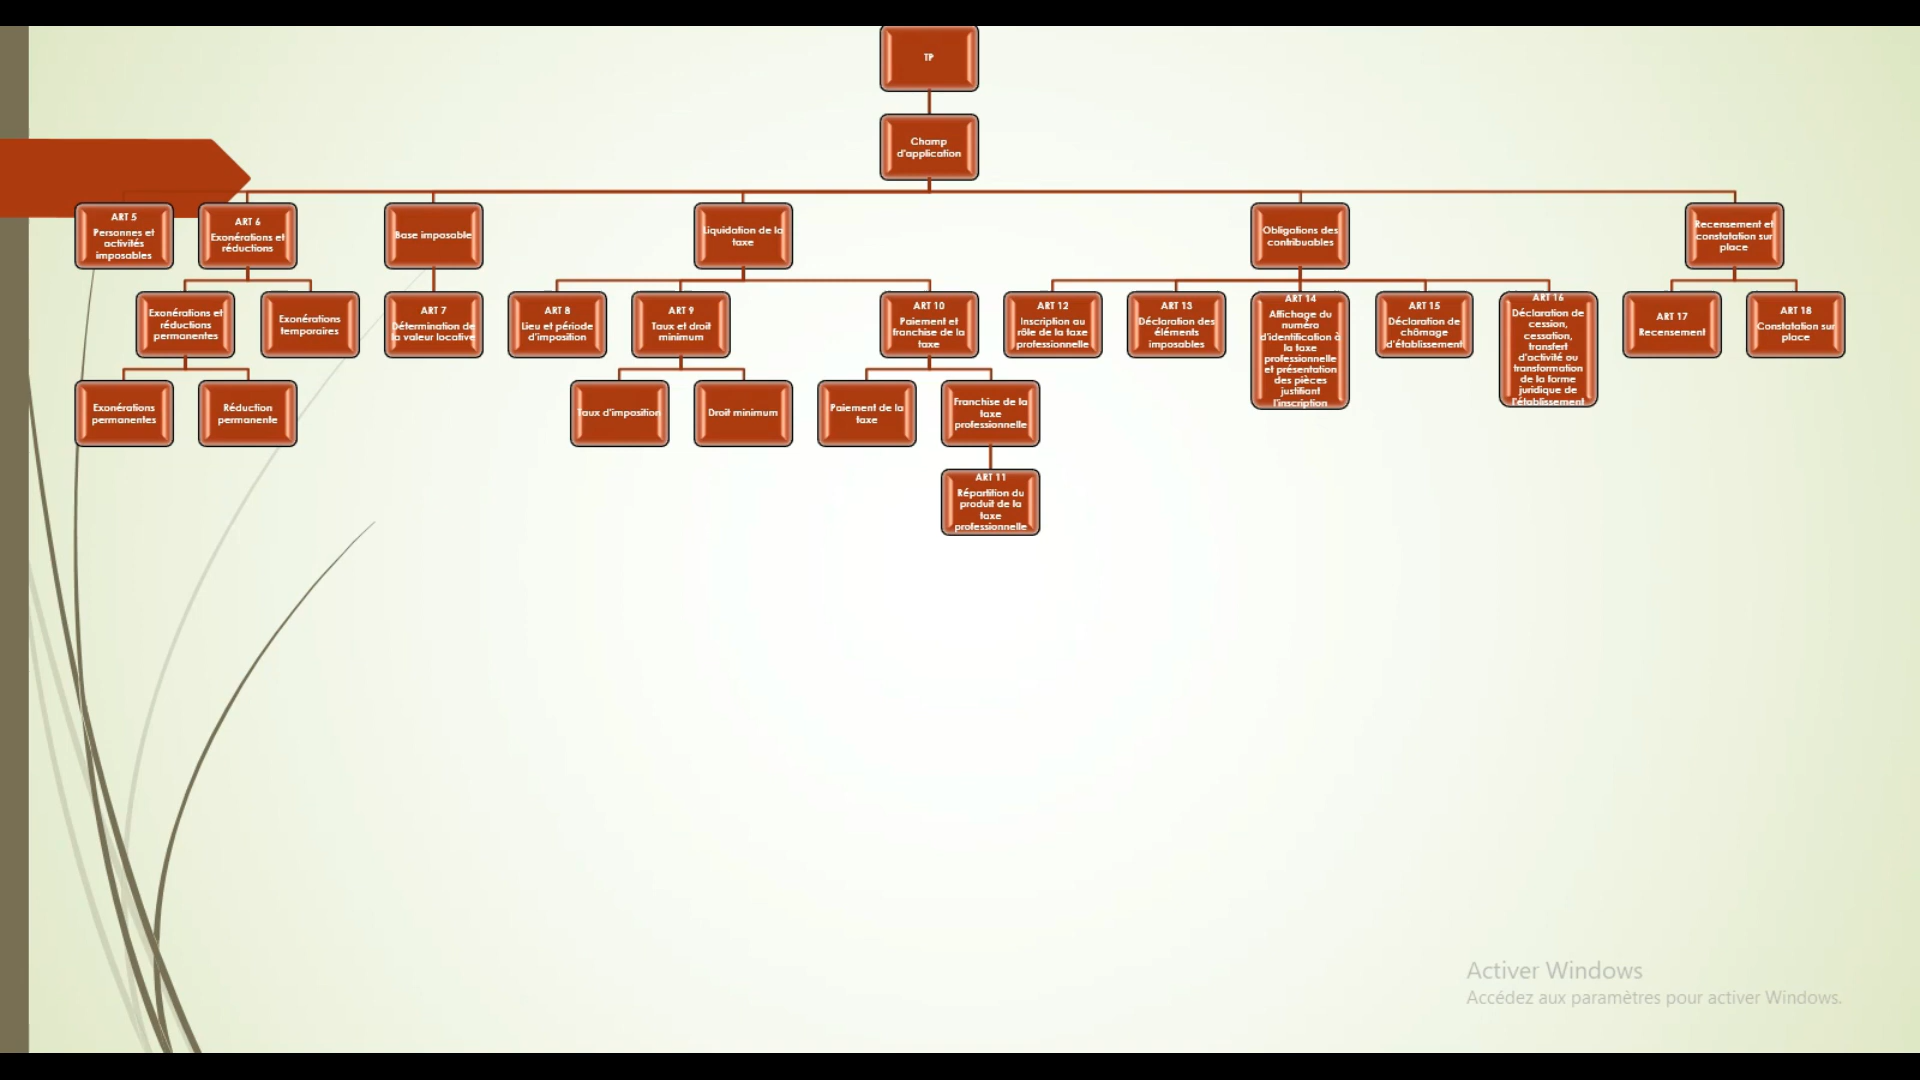 TP
Champ
d'application
ART 5
Personnes et
activités
imposables
ART 6
Exonérations et
réductions
Base imposable
Liquidation de la
taxe
Obligations des
contribuables
Recensement et
constatation sur
place
Exonérations et
réductions
permanentes
Exonérations
temporaires
ART 7
Détermination de
la valeur locative
ART 8
Lieu et période
d'imposition
ART 9
Taux et droit
minimum
ART 10
Paiement et
franchise de la
taxe
ART 12
Inscription au
rôle de la taxe
professionnelle
ART 13
Déclaration des
éléments
imposables
ART 14
Affichage du
numéro
d'identification à
la taxe
professionnelle
et présentation
des pièces
justifiant
l'inscription
ART 15
Déclaration de
chômage
d'établissement
ART 16
Déclaration de
cession,
cessation,
transfert
d'activité ou
transformation
de la forme
juridique de
l'établissement
ART 17
Recensement
ART 18
Constatation sur
place
Exonérations
permanentes
Réduction
permanente
Taux d'imposition
Droit minimum
Paiement de la
taxe
Franchise de la
taxe
professionnelle
ART 11
Répartition du
produit de la
taxe
professionnelle
Activer Windows
Accédez aux paramètres pour activer Windows.